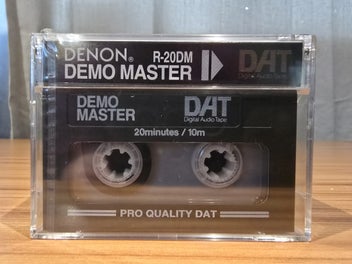 DENON® R-20DM DAT
DEMO MASTER Digital Audio Tape
DEMO DAT
MASTER Digital Audio Tape
20minutes / 10m
PRO QUALITY DAT